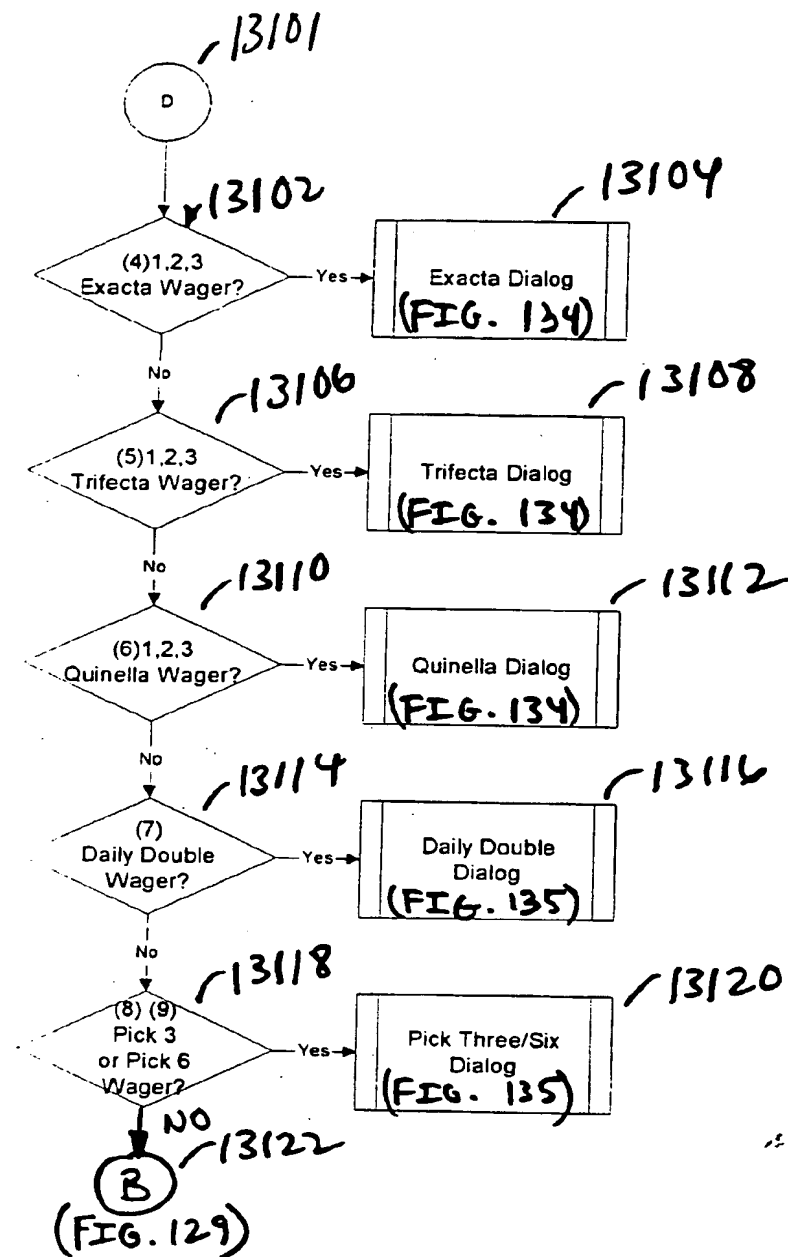 13101
D
13102
(4)1,2,3
Exacta Wager?
Yes
13104
Exacta Dialog
(FIG. 134)
No
13106
(5)1,2,3
Trifecta Wager?
Yes
13108
Trifecta Dialog
(FIG. 134)
No
13110
(6)1,2,3
Quinella Wager?
Yes
13112
Quinella Dialog
(FIG. 134)
No
13114
(7)
Daily Double
Wager?
Yes
13116
Daily Double
Dialog
(FIG. 135)
No
13118
(8) (9)
Pick 3
or Pick 6
Wager?
Yes
13120
Pick Three/Six
Dialog
(FIG. 135)
NO
13122
B
(FIG. 129)